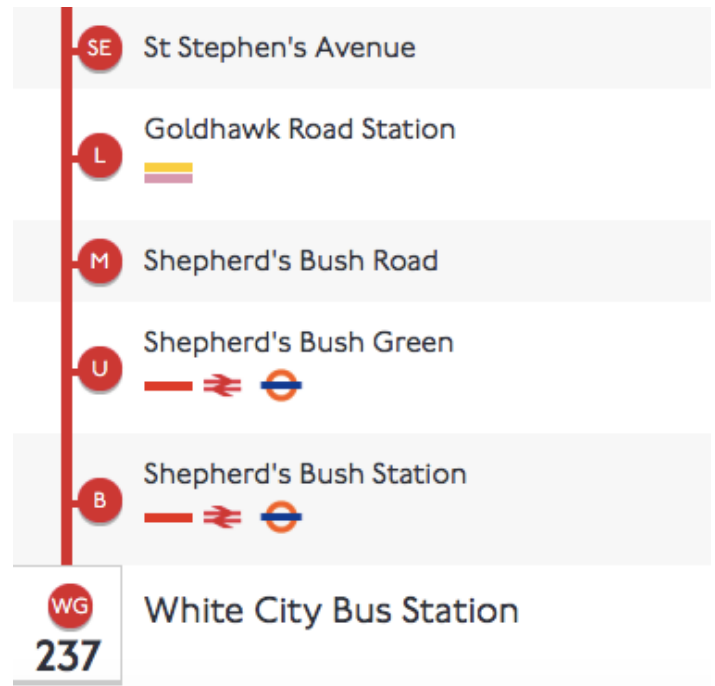 SE St Stephen's Avenue
Goldhawk Road Station
L
M Shepherd's Bush Road
Shepherd's Bush Green
U
Shepherd's Bush Station
B
WG White City Bus Station
237